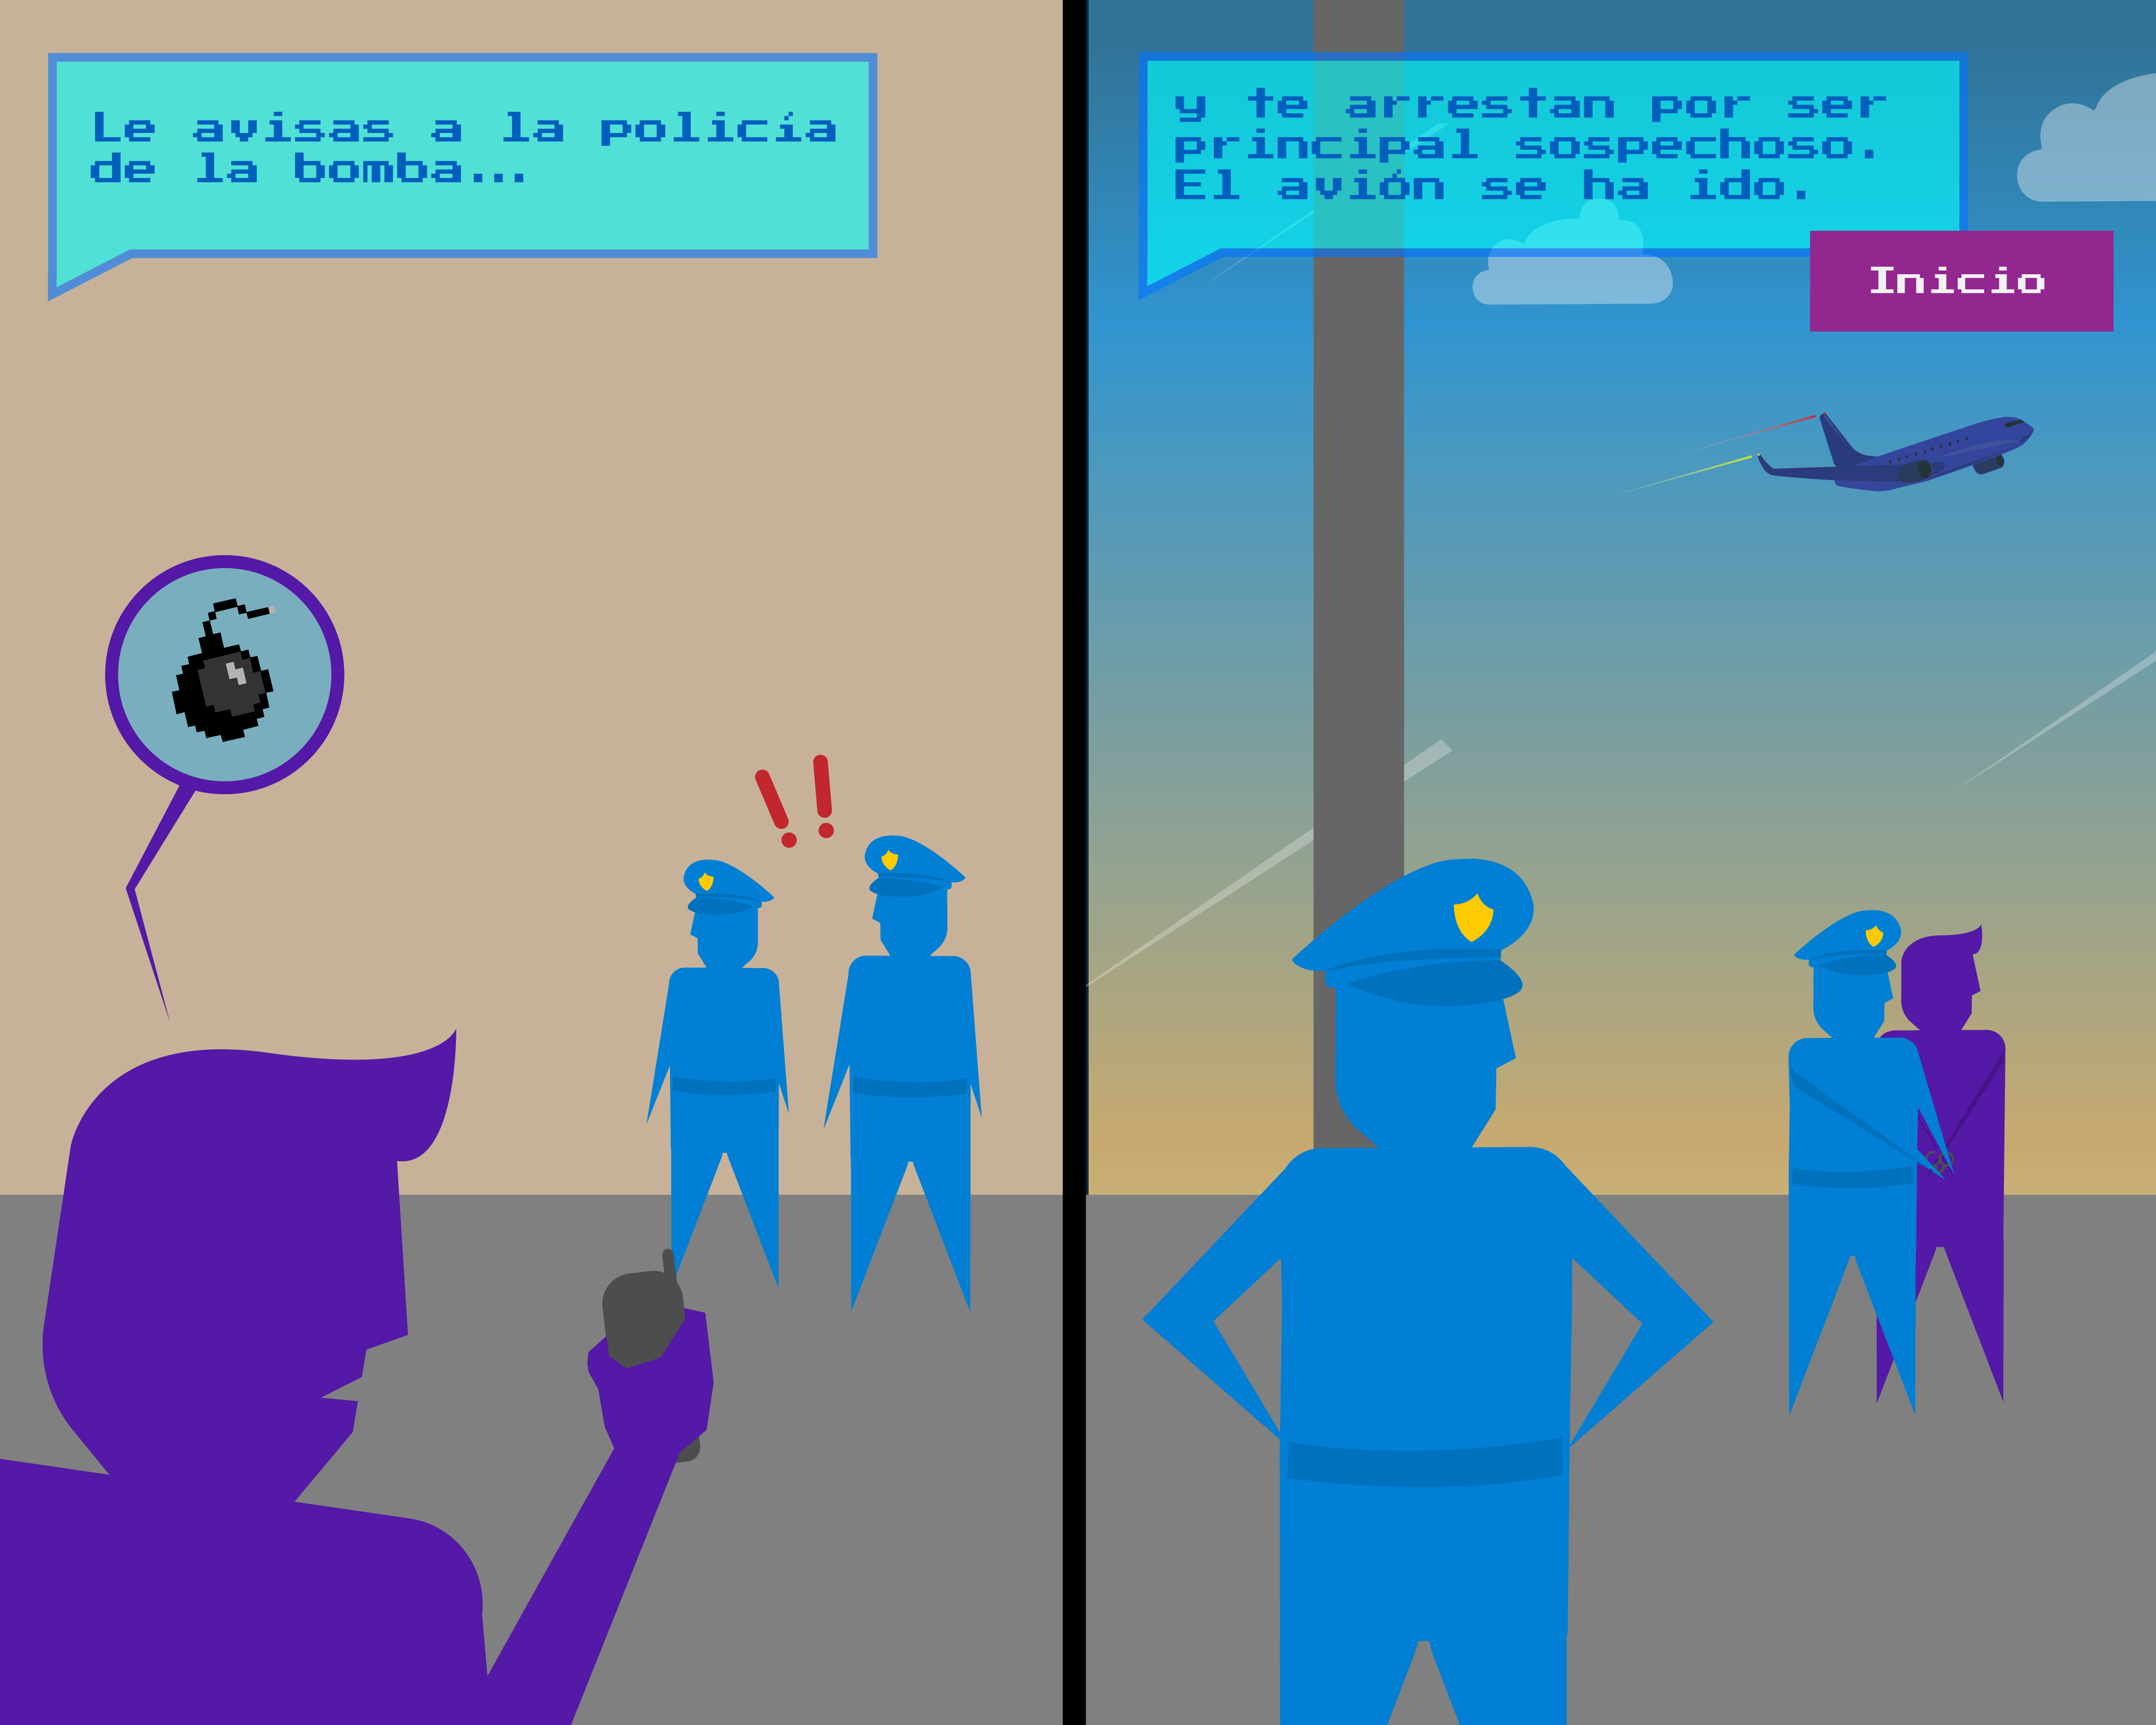 Le avisas a la policía
de la bomba...
y te arrestan por ser
principal sospechoso.
El avión se ha ido.
Inicio